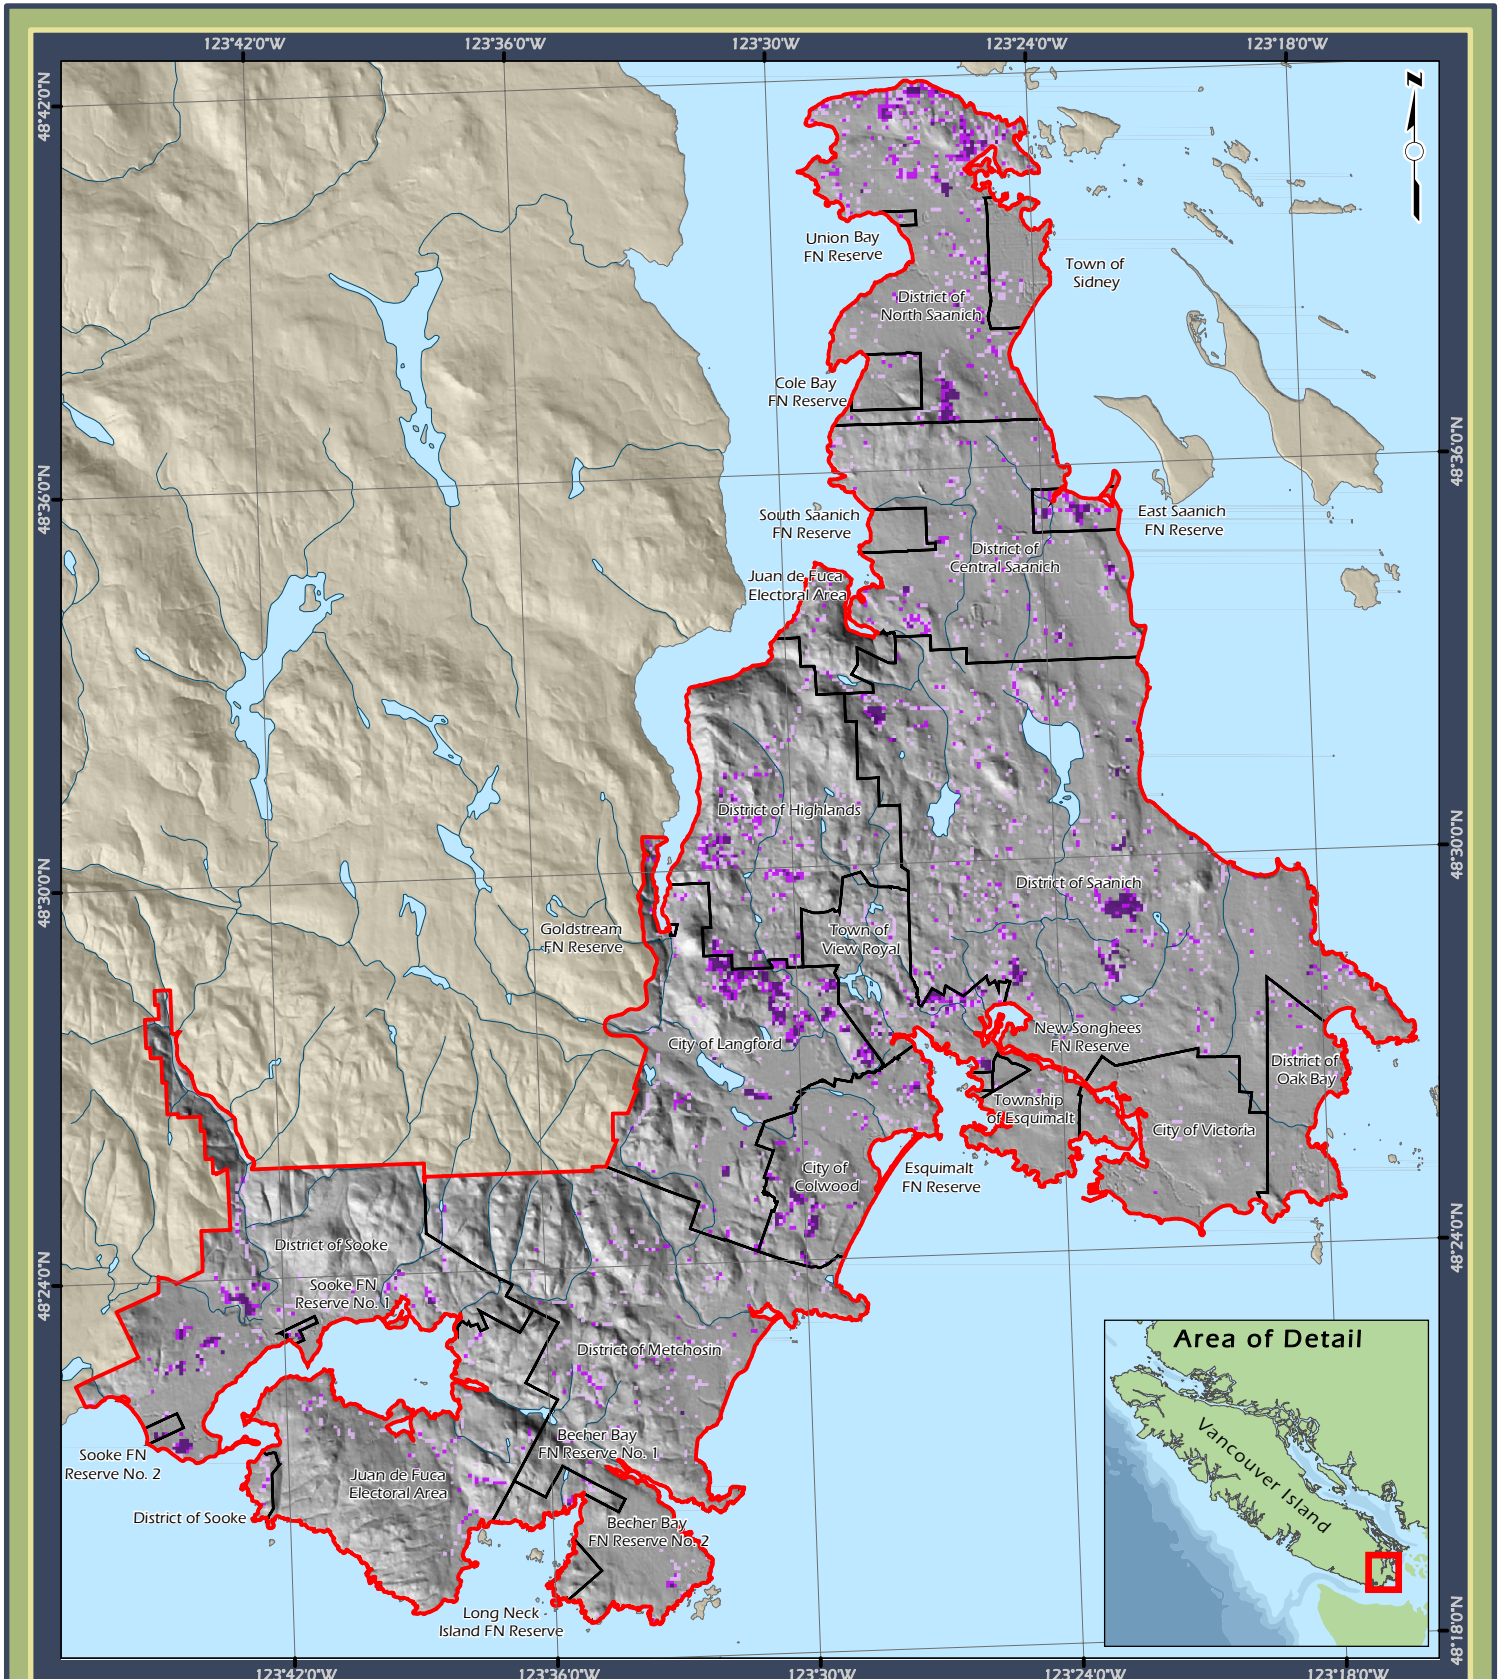 123°42'0"W
123°36'0"W
123°30'0"W
123°24'0"W
123°18'0"W
48°42'0"N
N
Union Bay
FN Reserve
Town of
Sidney
District of
North Saanich
Cole Bay
FN Reserve
48°36'0"N
48°36'0"N
South Saanich
FN Reserve
East Saanich
FN Reserve
District of
Central Saanich
Juan de Fuca
Electoral Area
District of Highlands
48°30'0"N
48°30'0"N
District of Saanich
Goldstream
FN Reserve
Town of
View Royal
New Songhees
FN Reserve
City of Langford
District of
Oak Bay
Township
of Esquimalt
City of Victoria
City of
Colwood
Esquimalt
FN Reserve
48°24'0"N
48°24'0"N
District of Sooke
Sooke FN
Reserve No. 1
District of Metchosin
Area of Detail
Vancouver Island
Becher Bay
FN Reserve No. 1
Sooke FN
Reserve No. 2
Juan de Fuca
Electoral Area
District of Sooke
Becher Bay
FN Reserve No. 2
Long Neck
Island FN Reserve
48°18'0"N
123°42'0"W
123°36'0"W
123°30'0"W
123°24'0"W
123°18'0"W